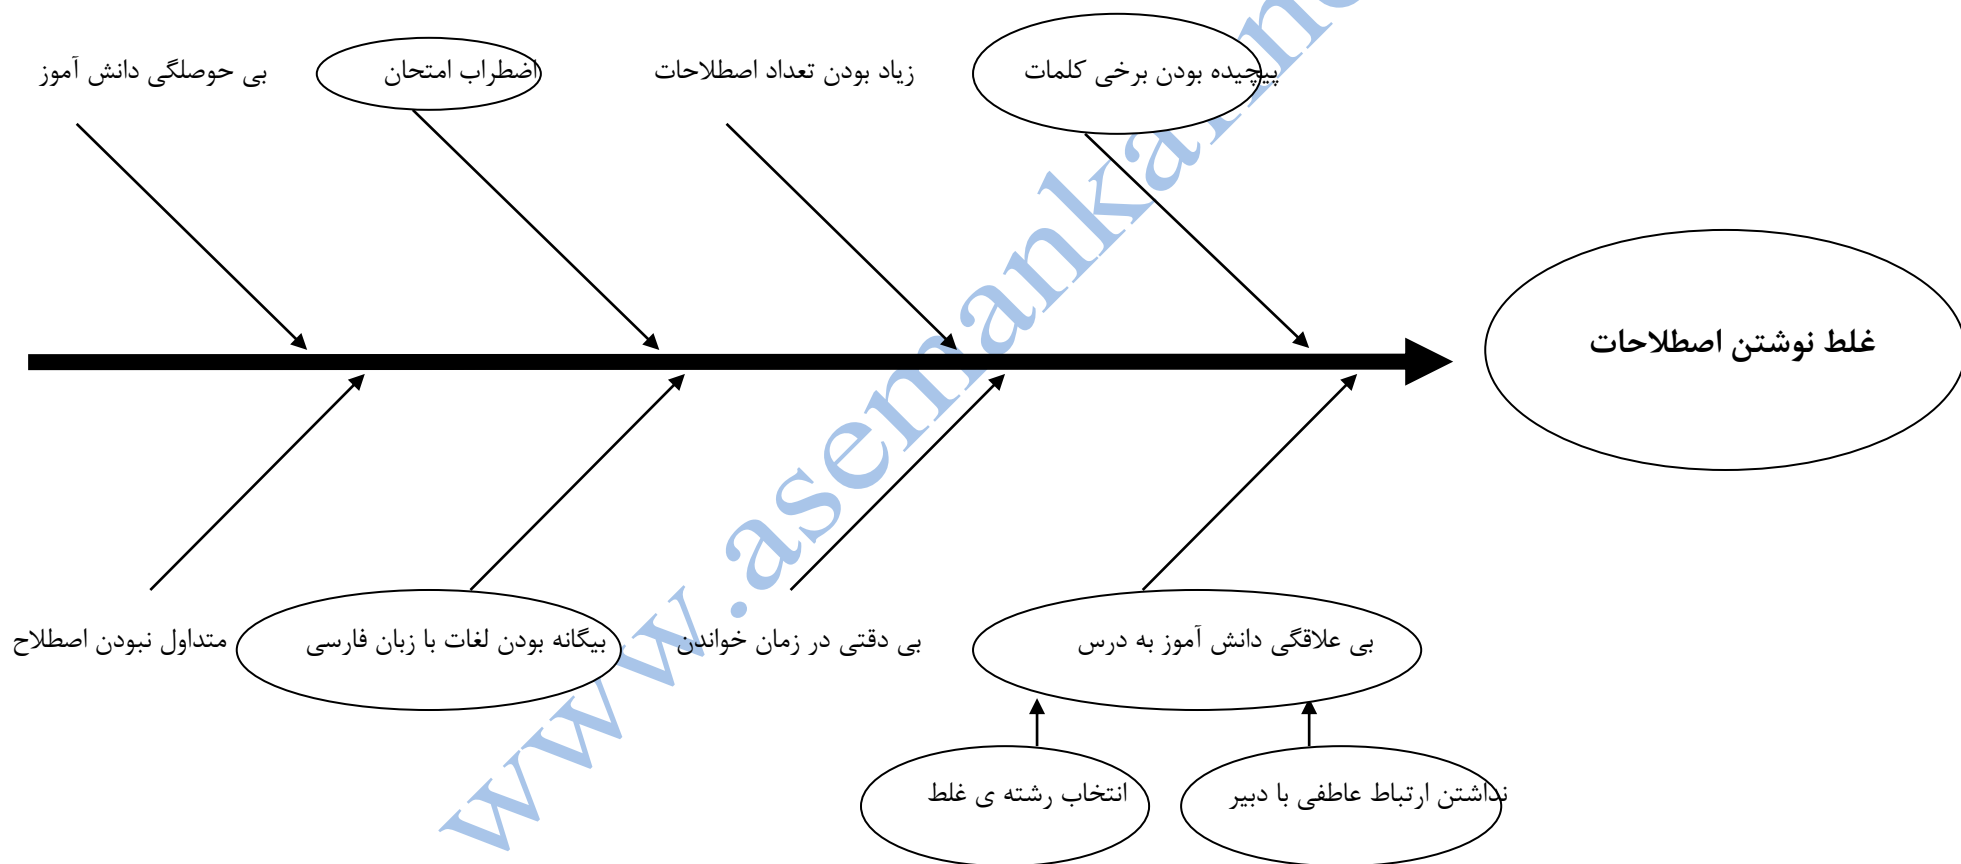 پیچیده بودن برخی کلمات
زیاد بودن تعداد اصطلاحات
اضطراب امتحان
بی حوصلگی دانش آموز
غلط نوشتن اصطلاحات
بی علاقگی دانش آموز به درس
بی دقتی در زمان خواندن
بیگانه بودن لغات با زبان فارسی
متداول نبودن اصطلاح
نداشتن ارتباط عاطفی با دبیر
انتخاب رشته ی غلط